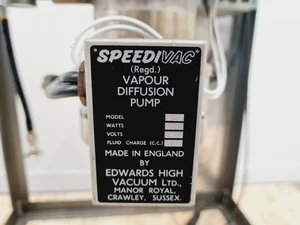 "SPEEDIVAC"
(Regd.)
VAPOUR
DIFFUSION
PUMP
MODEL
WATTS
VOLTS
FLUID CHARGE (C.C.)
MADE IN ENGLAND
BY
EDWARDS HIGH
VACUUM LTD.,
MANOR ROYAL,
CRAWLEY, SUSSEX.